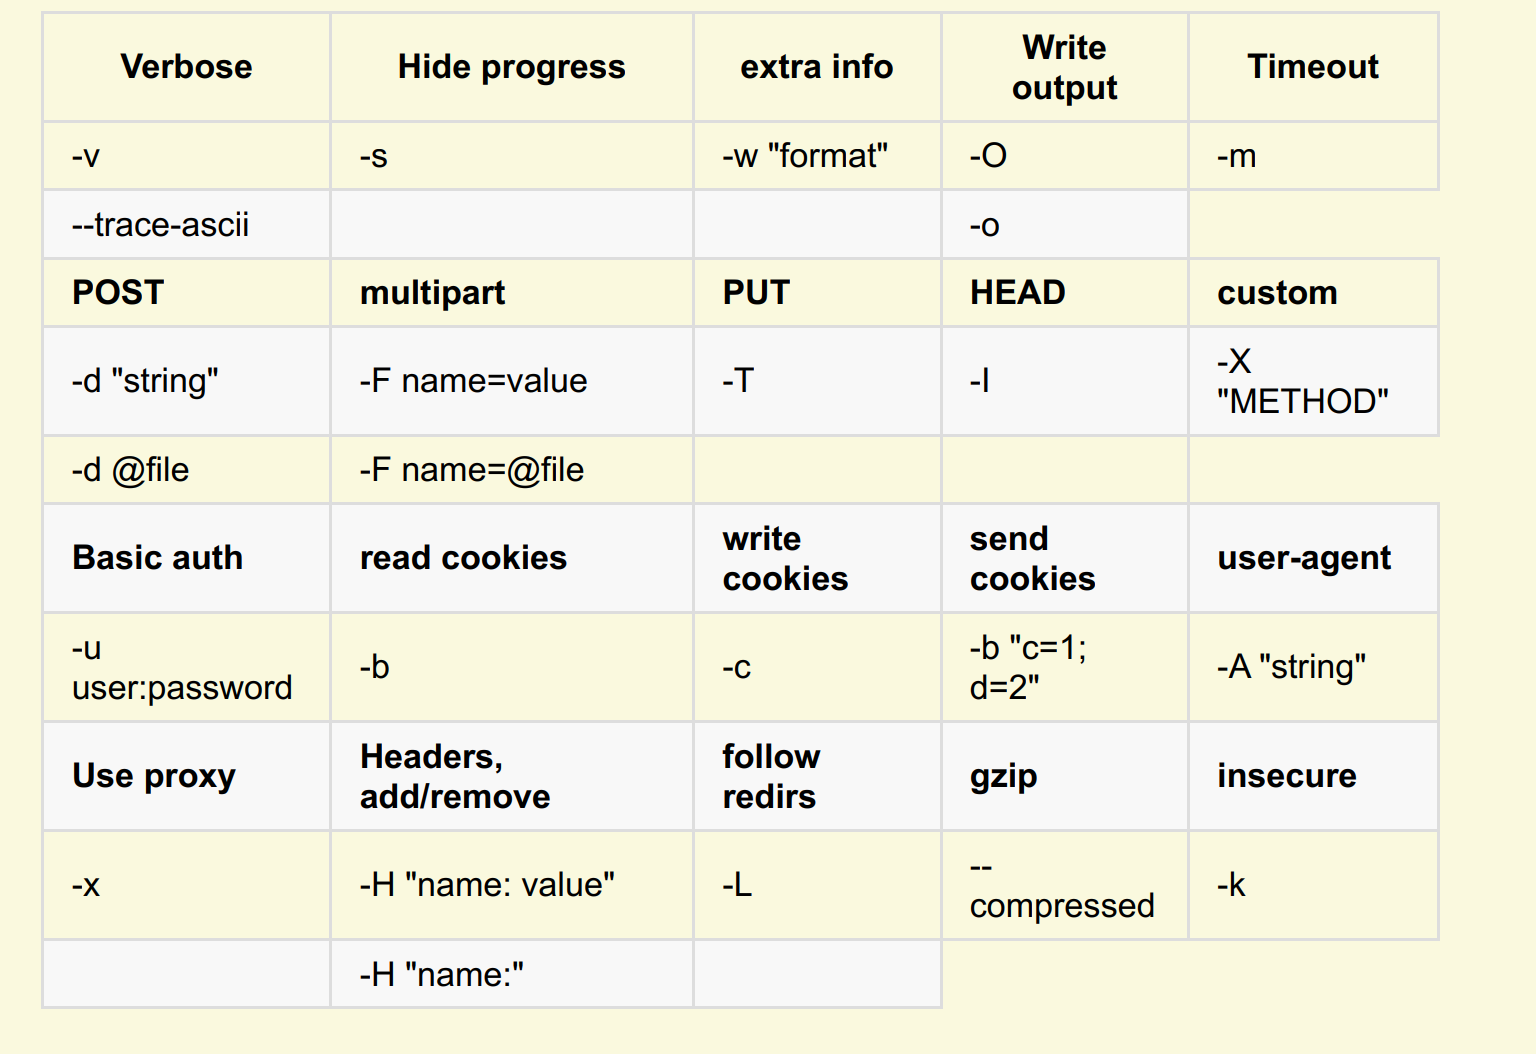 Verbose
Hide progress
extra info
Write
output
Timeout
-v
-s
-w "format"
-O
-m
--trace-ascii
-o
POST
multipart
PUT
HEAD
custom
-d "string"
-F name=value
-T
-I
-X
"METHOD"
-d @file
-F name=@file
Basic auth
read cookies
write
cookies
send
cookies
user-agent
-u
user:password
-b
-c
-b "c=1;
d=2"
-A "string"
Use proxy
Headers,
add/remove
follow
redirs
gzip
insecure
-x
-H "name: value"
-L
--
compressed
-k
-H "name:"